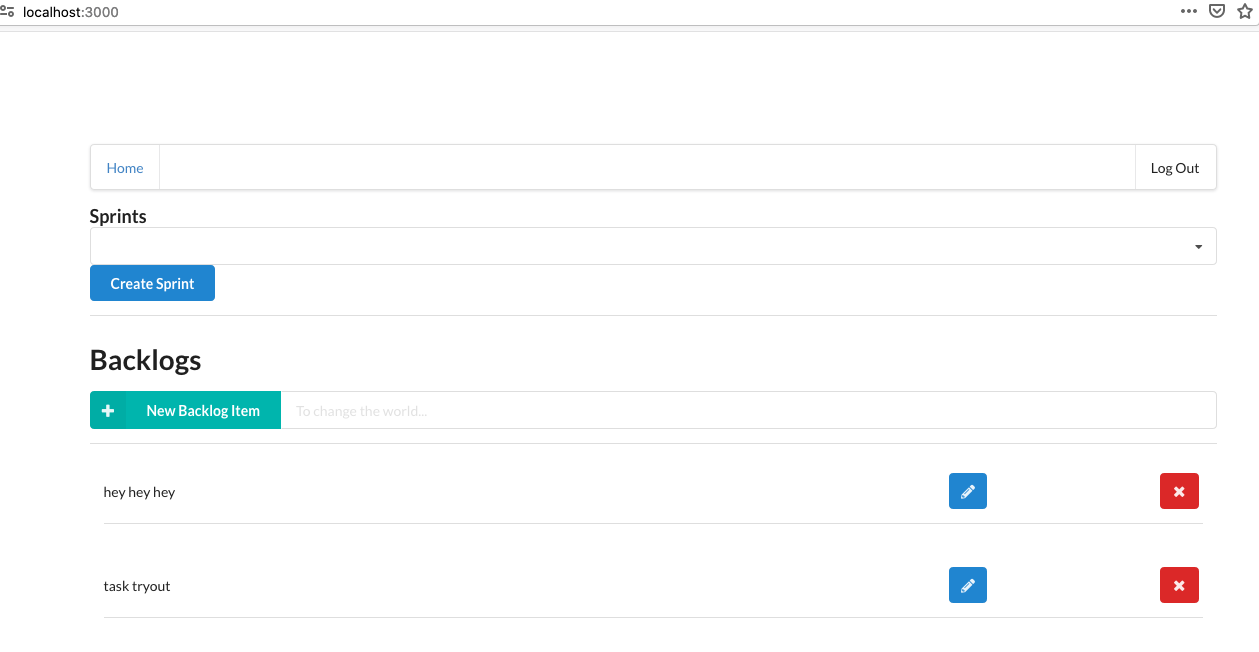 localhost:3000
Home
Log Out
Sprints
Create Sprint
Backlogs
New Backlog Item
To change the world...
hey hey hey
task tryout